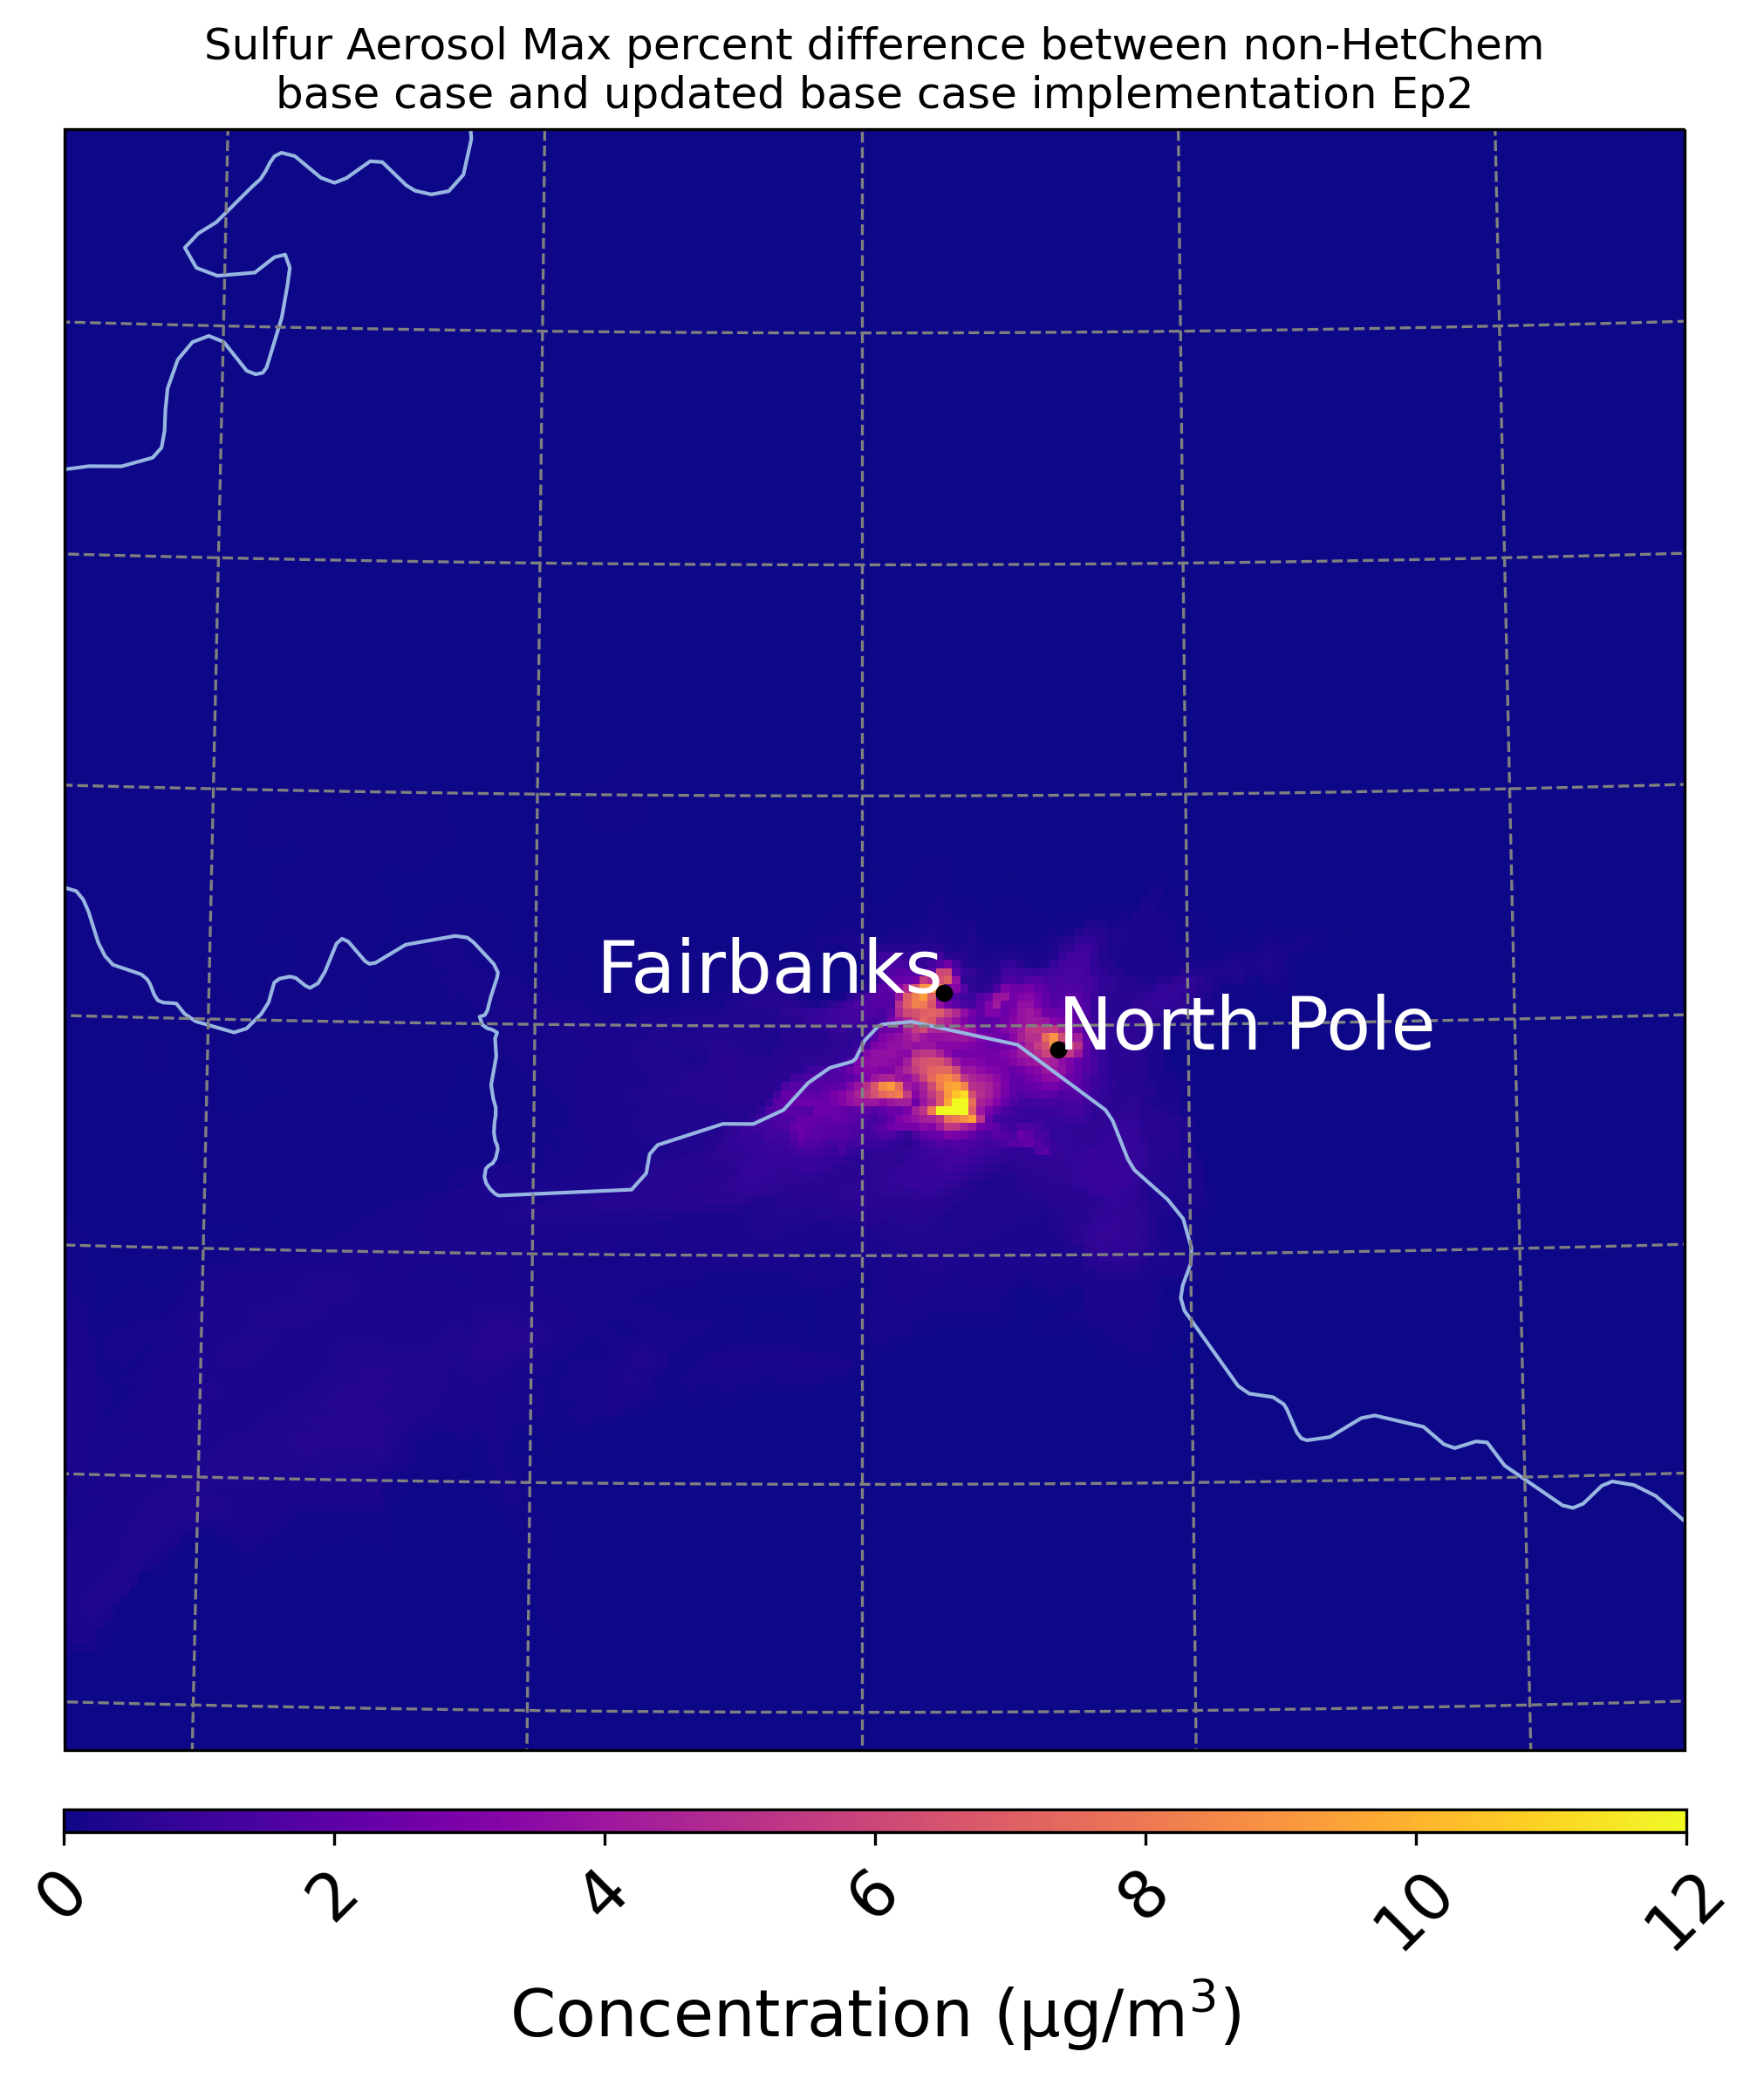 Sulfur Aerosol Max percent difference between non-HetChem
base case and updated base case implementation Ep2
Fairbanks
North Pole
0 2 4 6 8 10 12
Concentration (μg/m³)